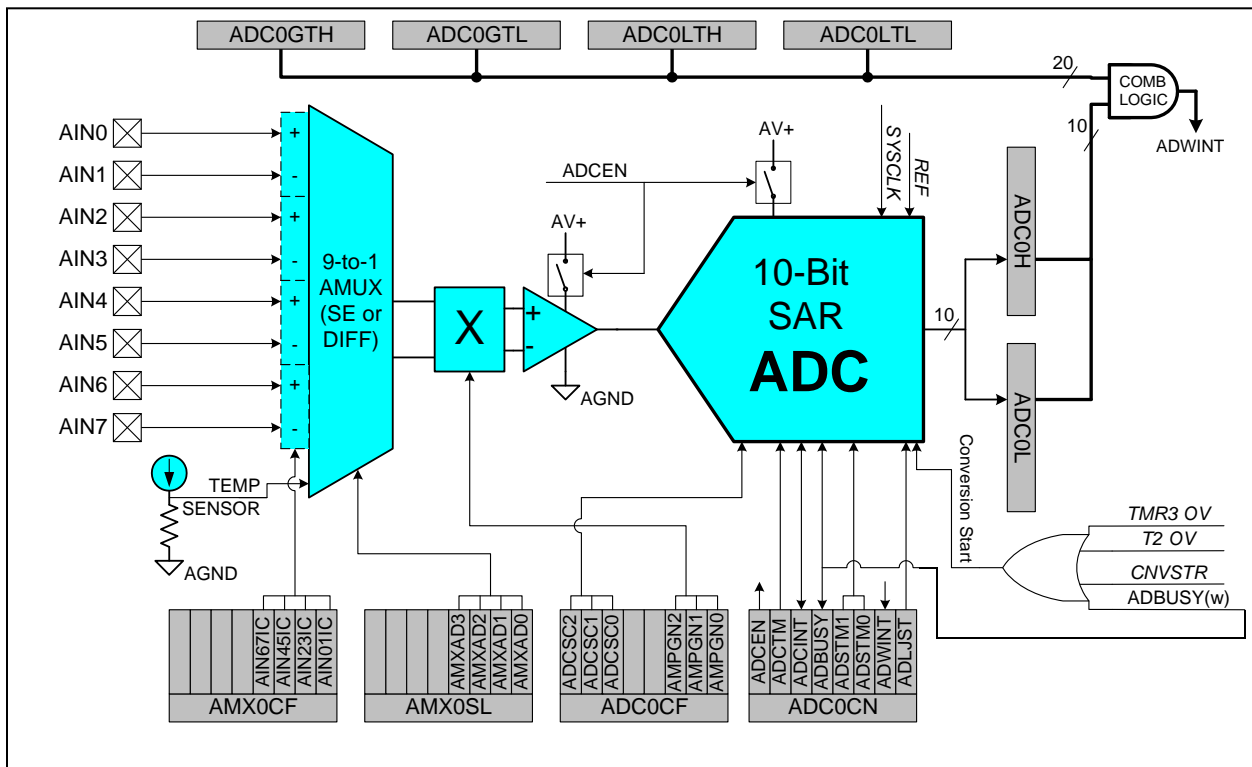 ADC0GTH
ADC0GTL
ADC0LTH
ADC0LTL
20
COMB
LOGIC
10
ADWINT
AIN0
AIN1
AIN2
AIN3
AIN4
AIN5
AIN6
AIN7
+
-
+
-
+
-
+
-
9-to-1
AMUX
(SE or
DIFF)
TEMP
SENSOR
AGND
X
+
-
AV+
AGND
ADCEN
AV+
SYSCLK
REF
10-Bit
SAR
ADC
10
ADC0H
ADC0L
Conversion Start
TMR3 OV
T2 OV
CNVSTR
ADBUSY(w)
AIN67IC
AIN45IC
AIN23IC
AIN01IC
AMX0CF
AMXAD3
AMXAD2
AMXAD1
AMXAD0
AMX0SL
ADCSC2
ADCSC1
ADCSC0
AMPGN2
AMPGN1
AMPGN0
ADC0CF
ADCEN
ADCTM
ADCINT
ADBUSY
ADSTM1
ADSTM0
ADWINT
ADLJST
ADC0CN